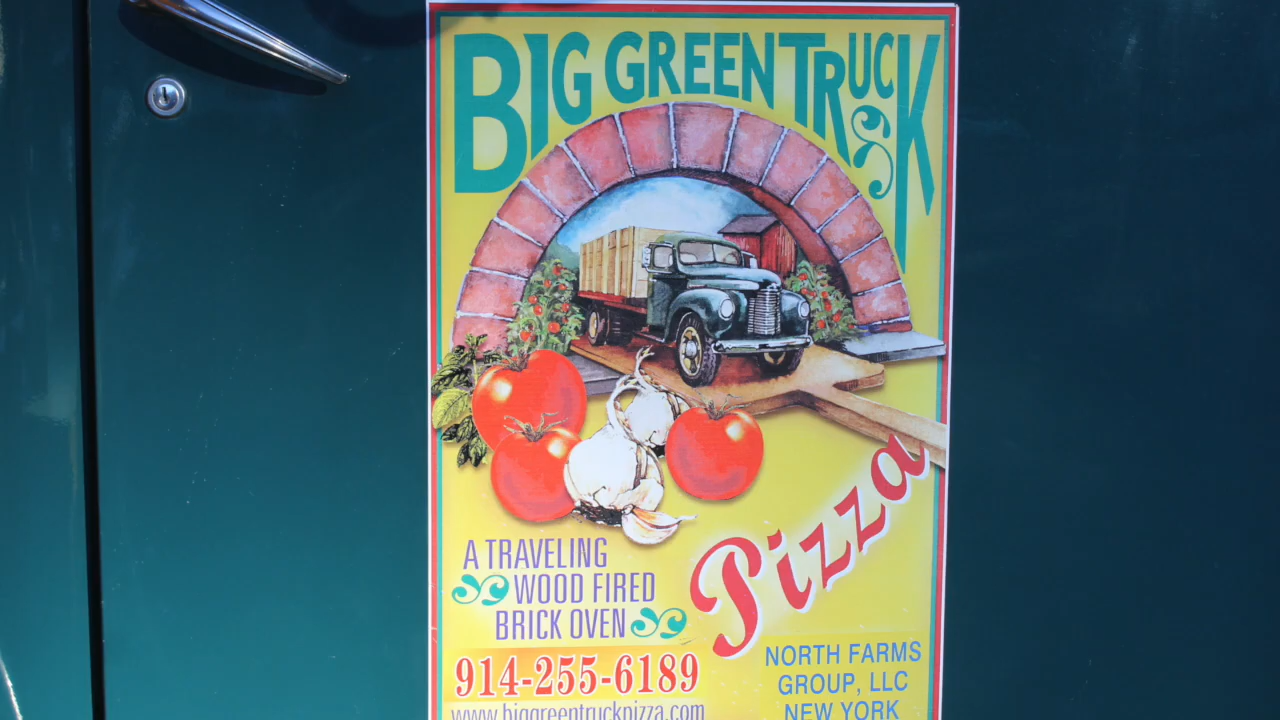 BIG GREEN TRUCK
Pizza
A TRAVELING
WOOD FIRED
BRICK OVEN
914-255-6189
www.biggreentruckpizza.com
NORTH FARMS
GROUP, LLC
NEW YORK